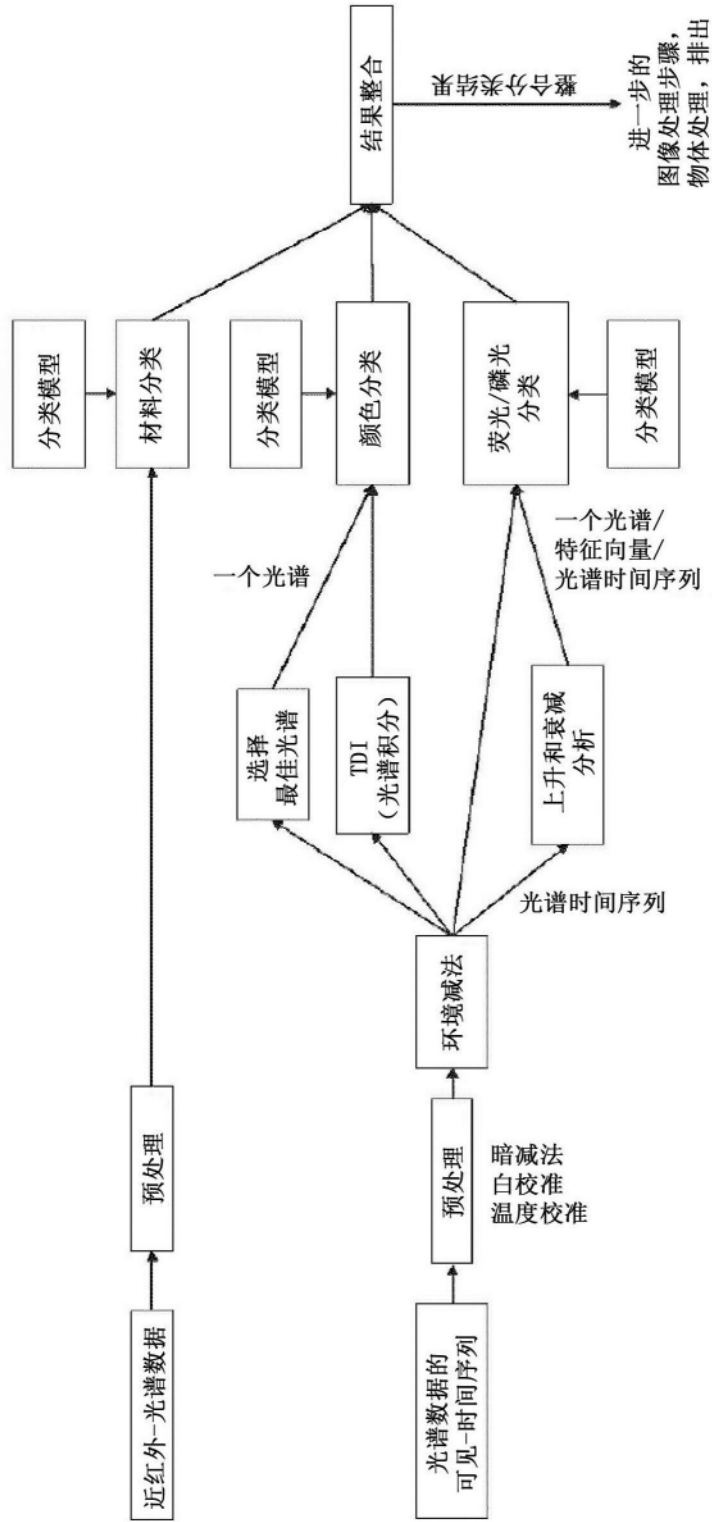 近红外-光谱数据
预处理
分类模型
材料分类
选择
最佳光谱
一个光谱
分类模型
颜色分类
结果整合
整合分类结果
进一步的
图像处理步骤,
物体处理, 排出
TDI
(光谱积分)
光谱数据的
可见-时间序列
预处理
暗减法
白校准
温度校准
环境减法
光谱时间序列
上升和衰减
分析
一个光谱/
特征向量/
光谱时间序列
荧光/磷光
分类
分类模型